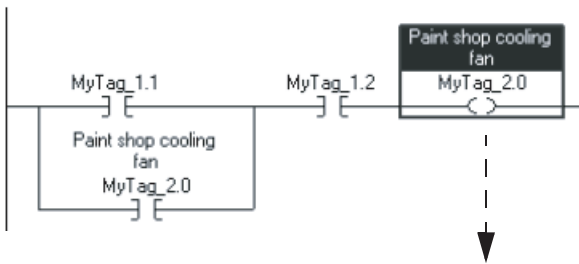 Paint shop cooling
fan
MyTag_1.1
MyTag_1.2
MyTag_2.0
Paint shop cooling
fan
MyTag_2.0